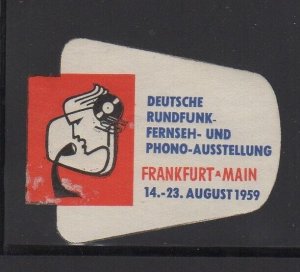 DEUTSCHE
RUNDFUNK-
FERNSEH- UND
PHONO-AUSSTELLUNG
FRANKFURT A MAIN
14.-23. AUGUST 1959